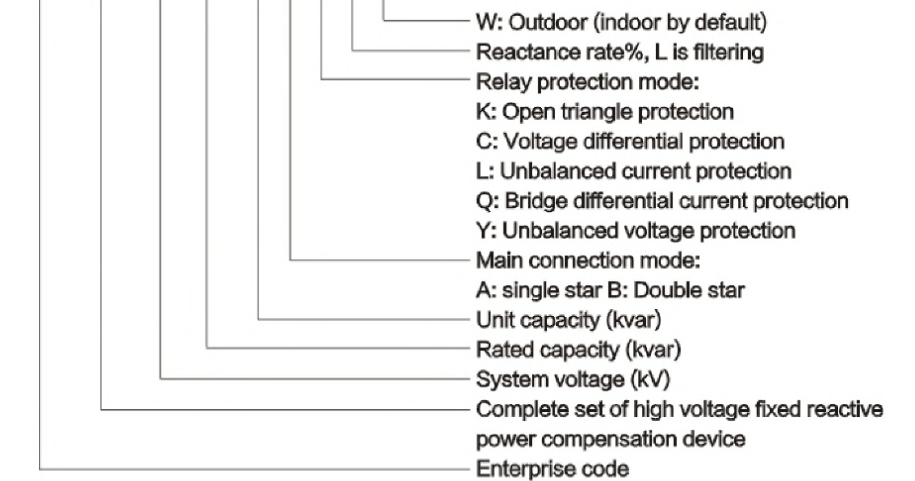 W: Outdoor (indoor by default)
Reactance rate%, L is filtering
Relay protection mode:
K: Open triangle protection
C: Voltage differential protection
L: Unbalanced current protection
Q: Bridge differential current protection
Y: Unbalanced voltage protection
Main connection mode:
A: single star B: Double star
Unit capacity (kvar)
Rated capacity (kvar)
System voltage (kV)
Complete set of high voltage fixed reactive
power compensation device
Enterprise code